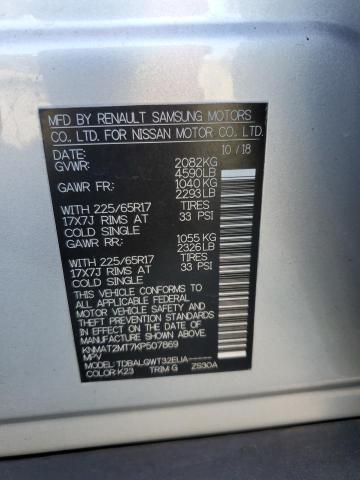 MFD BY RENAULT SAMSUNG MOTORS
CO., LTD. FOR NISSAN MOTOR CO., LTD.
DATE: 10 / 18
GVWR: 2082KG
4590LB
GAWR FR: 1040 KG
2293LB
WITH 225/65R17 TIRES
17X7J RIMS AT 33 PSI
COLD SINGLE
GAWR RR: 1055 KG
2326LB
WITH 225/65R17 TIRES
17X7J RIMS AT 33 PSI
COLD SINGLE
THIS VEHICLE CONFORMS
TO ALL APPLICABLE FEDERAL
MOTOR VEHICLE SAFETY AND
THEFT PREVENTION STANDARDS
IN EFFECT ON THE DATE OF
MANUFACTURE SHOWN ABOVE.
KNMAT2MT7KP507869
MPV
MODEL: TDBALGWT32EUA-----
COLOR: K23 TRIM G ZS30A